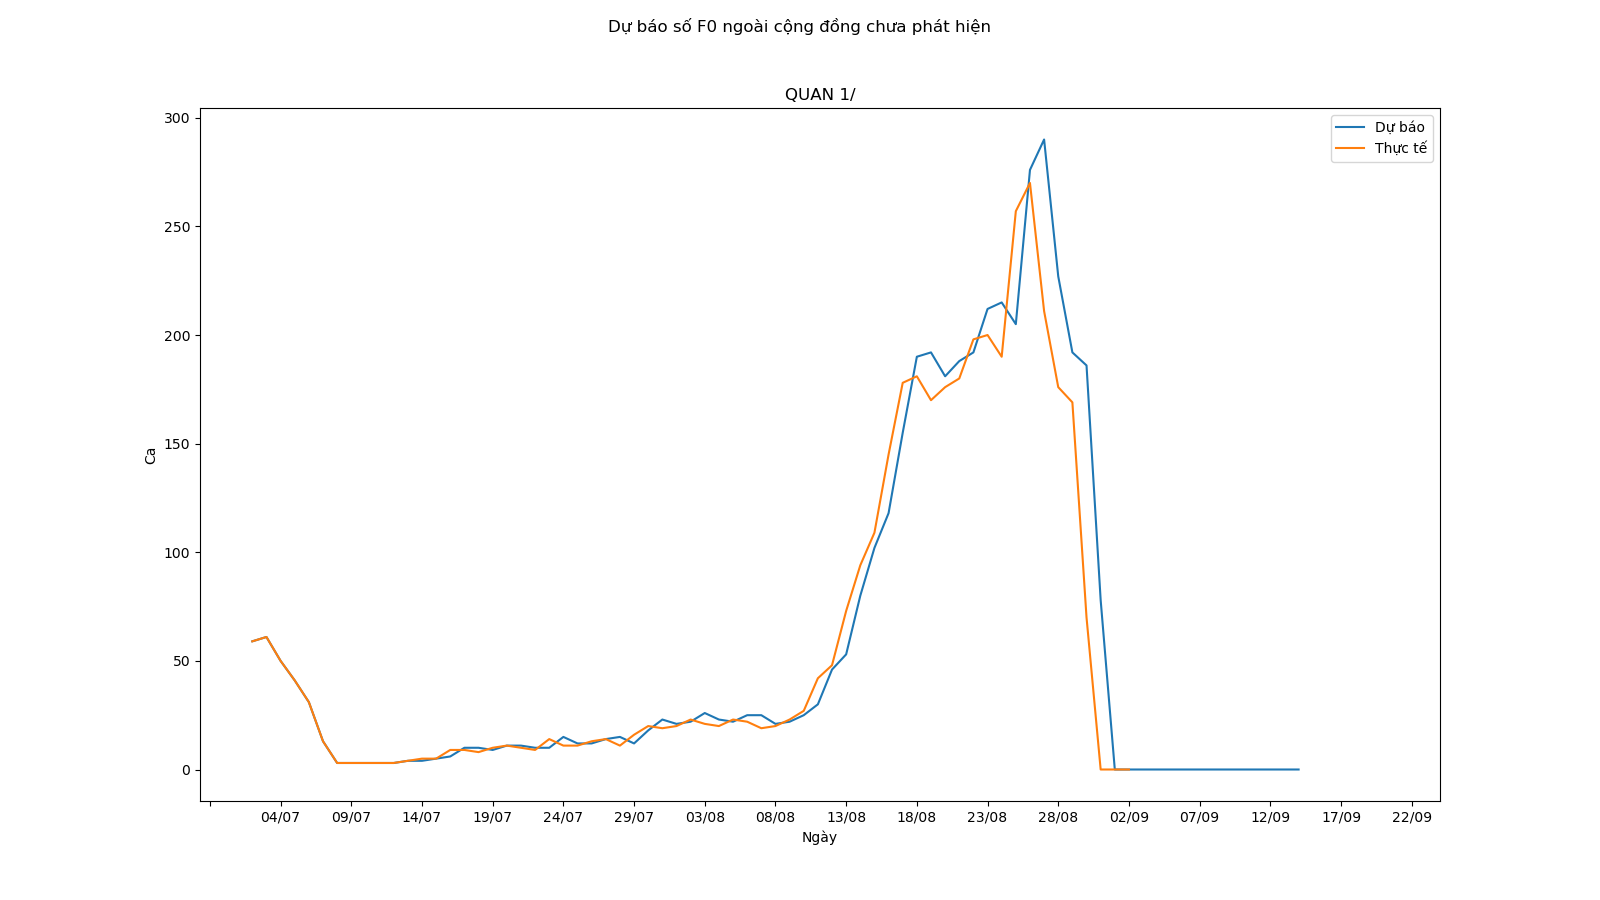 Dự báo số F0 ngoài cộng đồng chưa phát hiện
QUAN 1/
300
250
200
150
100
50
0
Ca
Dự báo
Thực tế
04/07 09/07 14/07 19/07 24/07 29/07 03/08 08/08 13/08 18/08 23/08 28/08 02/09 07/09 12/09 17/09 22/09
Ngày